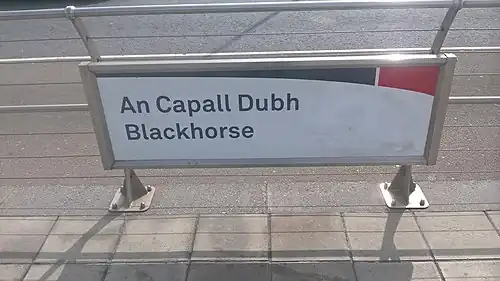 An Capall Dubh
Blackhorse